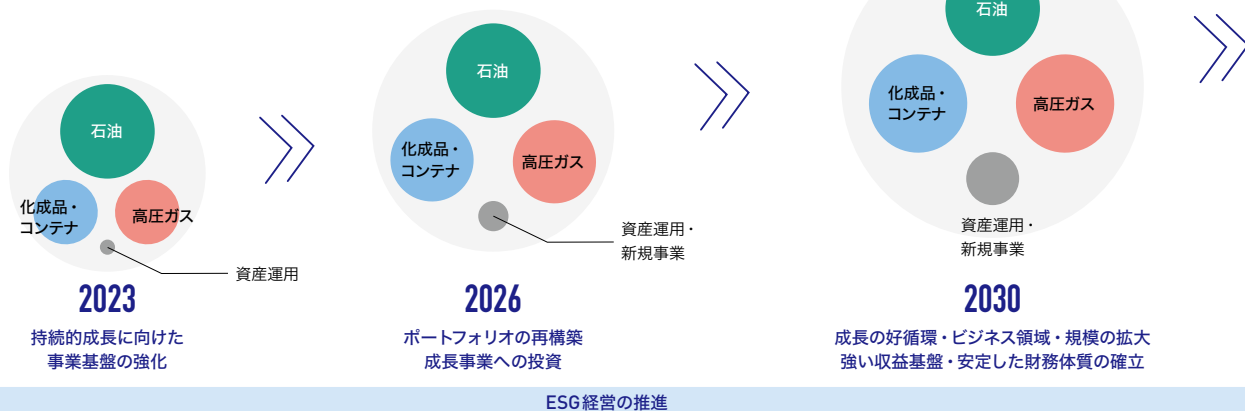 石油
化成品・
コンテナ
高圧ガス
資産運用
2023
持続的成長に向けた
事業基盤の強化
石油
化成品・
コンテナ
高圧ガス
資産運用・
新規事業
2026
ポートフォリオの再構築
成長事業への投資
石油
化成品・
コンテナ
高圧ガス
資産運用・
新規事業
2030
成長の好循環・ビジネス領域・規模の拡大
強い収益基盤・安定した財務体質の確立
ESG経営の推進